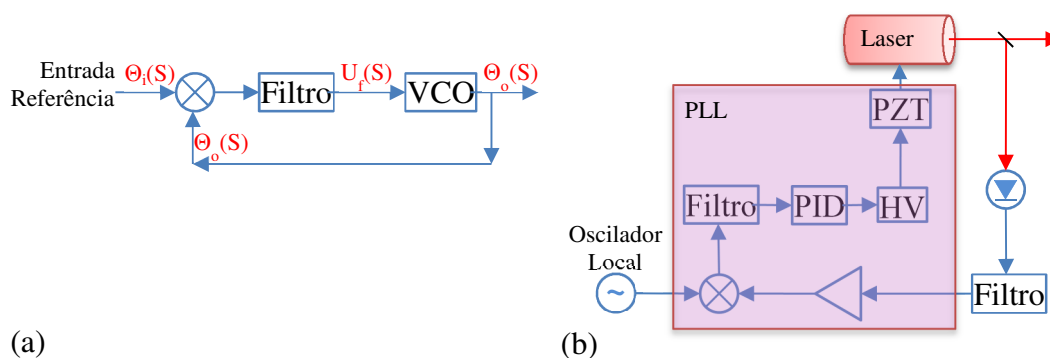 Entrada
Referência
Θi(S)
Filtro
Uf(S)
VCO
Θo(S)
Θo(S)
(a)
Laser
PLL
PZT
Filtro
PID
HV
Oscilador
Local
~
Filtro
(b)